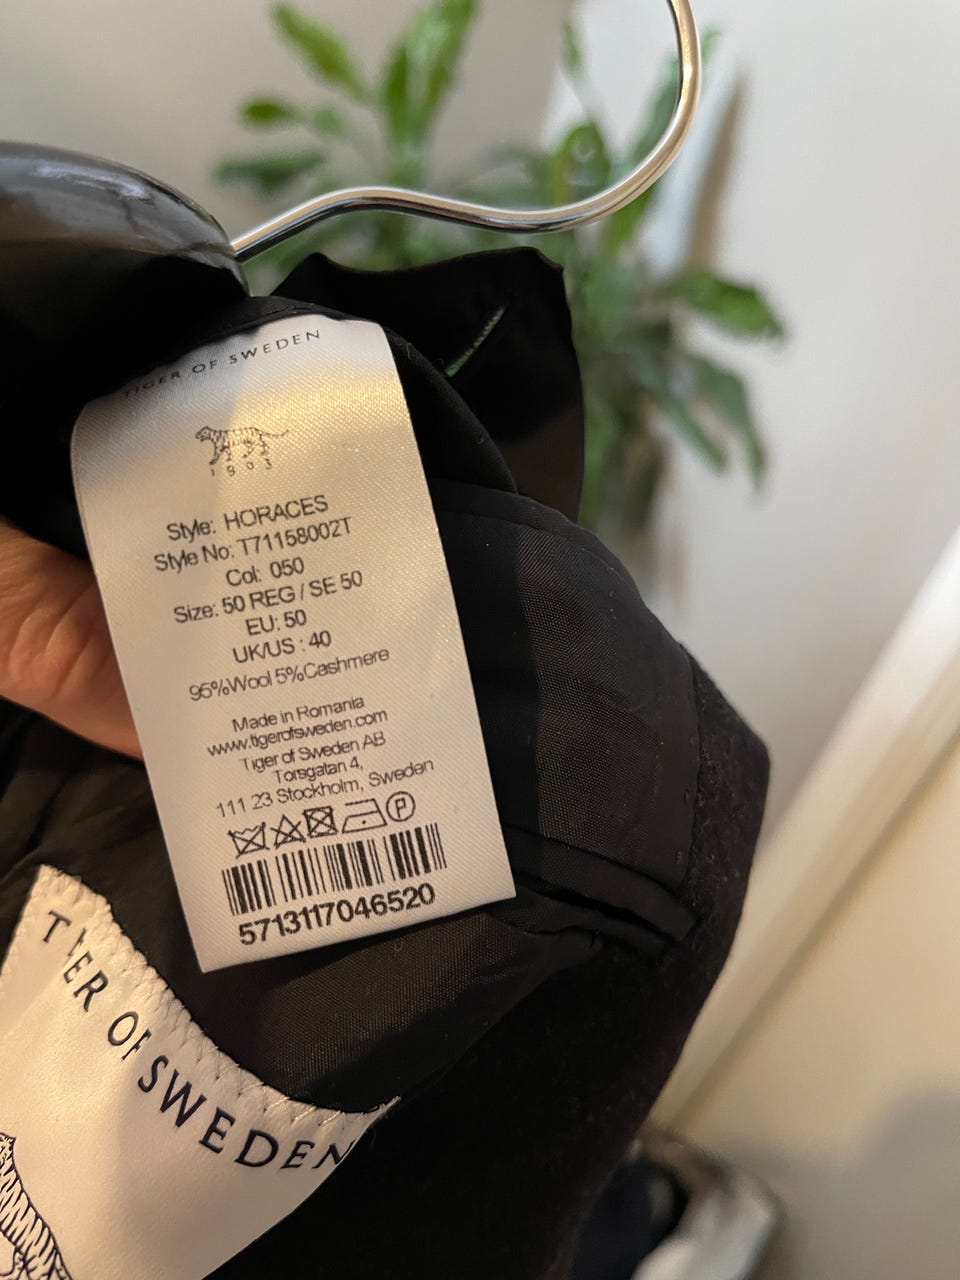 TIGER OF SWEDEN
1903
Style: HORACES
Style No: T71158002T
Col: 050
Size: 50 REG / SE 50
EU: 50
UK/US : 40
95%Wool 5%Cashmere
Made in Romania
www.tigerofsweden.com
Tiger of Sweden AB
Torsgatan 4,
111 23 Stockholm, Sweden
P
5713117046520
TIGER OF SWEDEN